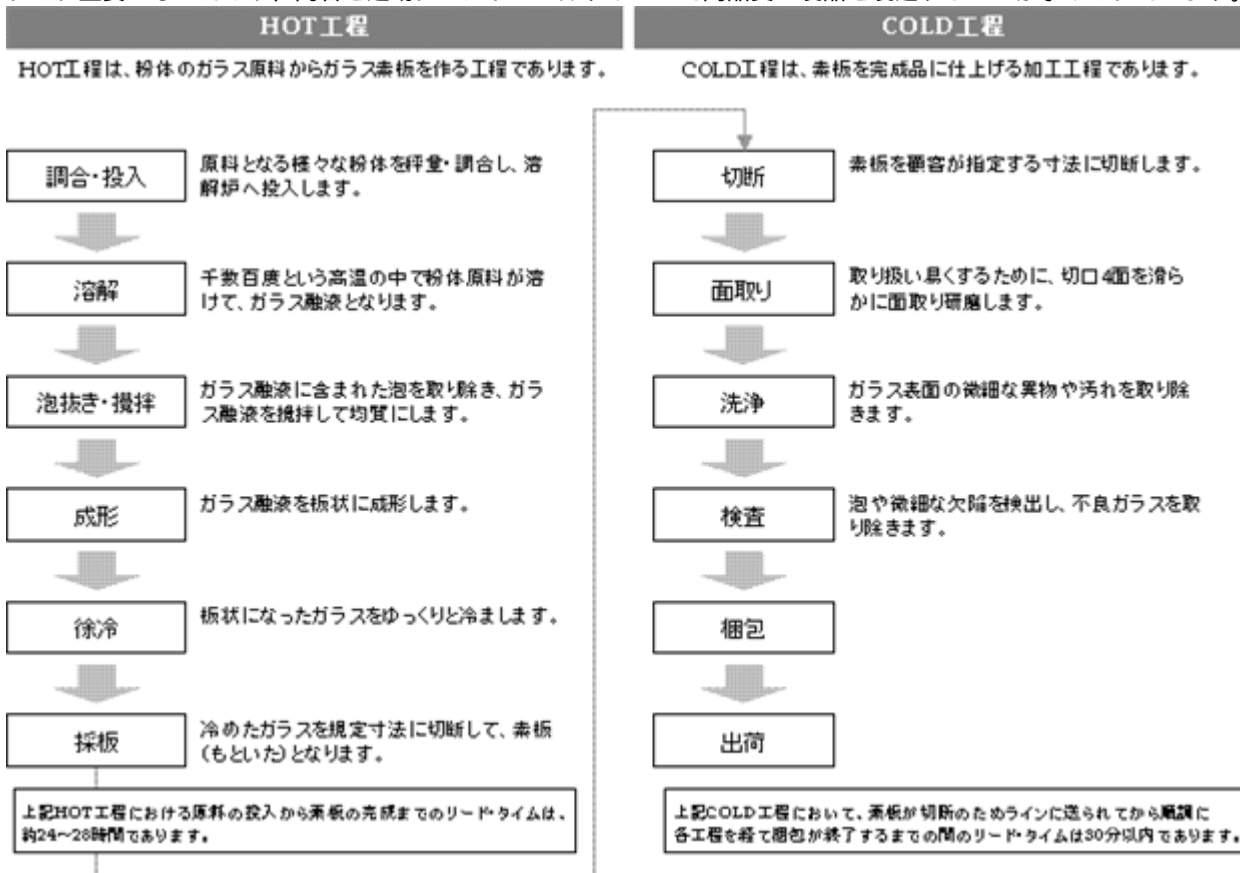 HOT工程
HOT工程は、粉体のガラス原料からガラス素板を作る工程であります。
調合・投入
原料となる様々な粉体を秤量・調合し、溶
解炉へ投入します。
溶解
千数百度という高温の中で粉体原料が溶
けて、ガラス融液となります。
泡抜き・攪拌
ガラス融液に含まれた泡を取り除き、ガラ
ス融液を攪拌して均質にします。
成形
ガラス融液を板状に成形します。
徐冷
板状になったガラスをゆっくりと冷まします。
採板
冷めたガラスを規定寸法に切断して、素板
(もといた)となります。
上記HOT工程における原料の投入から素板の完成までのリード・タイムは、
約24～28時間であります。
COLD工程
COLD工程は、素板を完成品に仕上げる加工工程であります。
切断
素板を顧客が指定する寸法に切断します。
面取り
取り扱い易くするために、切口4面を滑ら
かに面取り研磨します。
洗浄
ガラス表面の微細な異物や汚れを取り除
きます。
検査
泡や微細な欠陥を検出し、不良ガラスを取
り除きます。
梱包
出荷
上記COLD工程において、素板が切断のためラインに送られてから順調に
各工程を経て梱包が終了するまでの間のリード・タイムは30分以内であります。